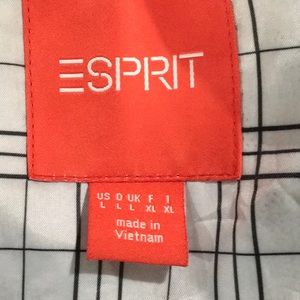 ESPRIT
US D UK F I
L L L XL XL
made in
Vietnam